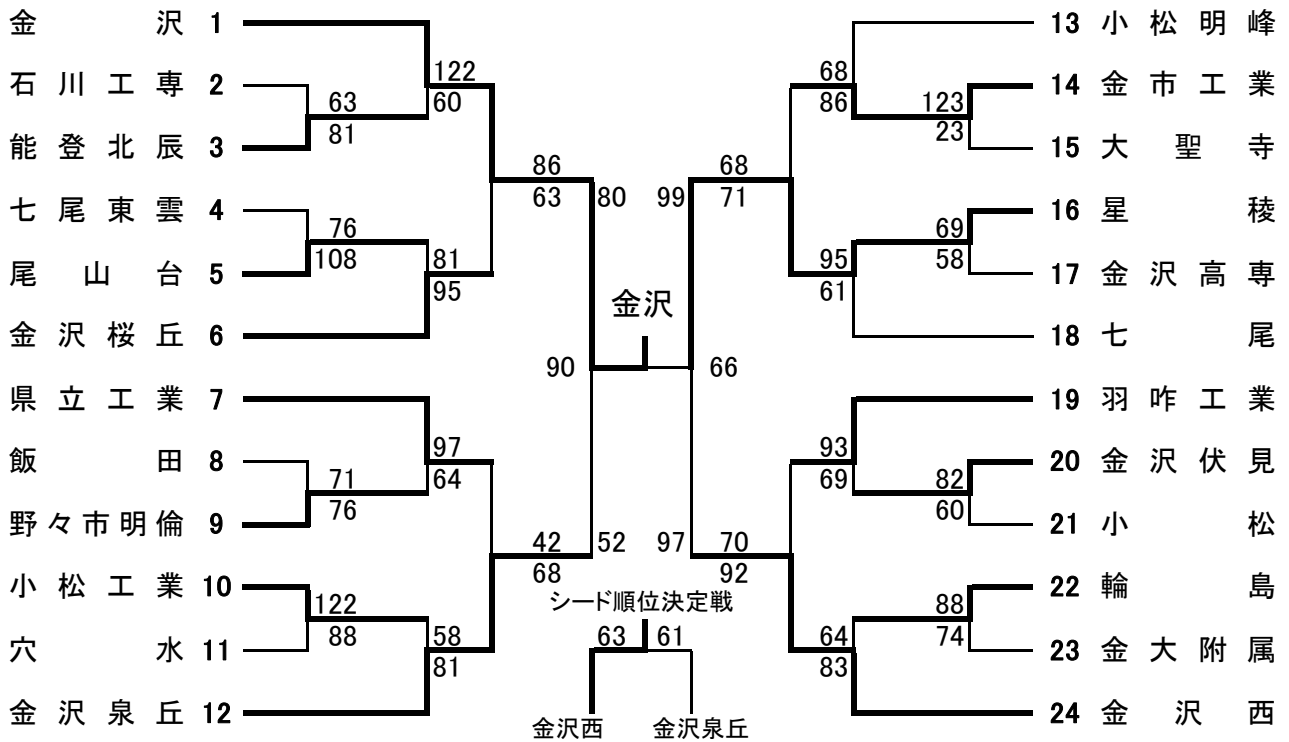 金沢 1
122
60
石川工専 2
63
81
能登北辰 3
86
63
80
七尾東雲 4
76
108
尾山台 5
81
95
金沢桜丘 6
90
県立工業 7
97
64
飯田 8
71
76
野々市明倫 9
42
68
52
小松工業 10
122
88
穴水 11
58
81
金沢泉丘 12
金沢
シード順位決定戦
63 61
金沢西 金沢泉丘
13 小松明峰
68
86
14 金市工業
123
23
15 大聖寺
99
68
71
16 星稜
69
58
17 金沢高専
95
61
18 七尾
66
19 羽咋工業
93
69
20 金沢伏見
82
60
21 小松
97
70
92
22 輪島
88
74
23 金大附属
64
83
24 金沢西